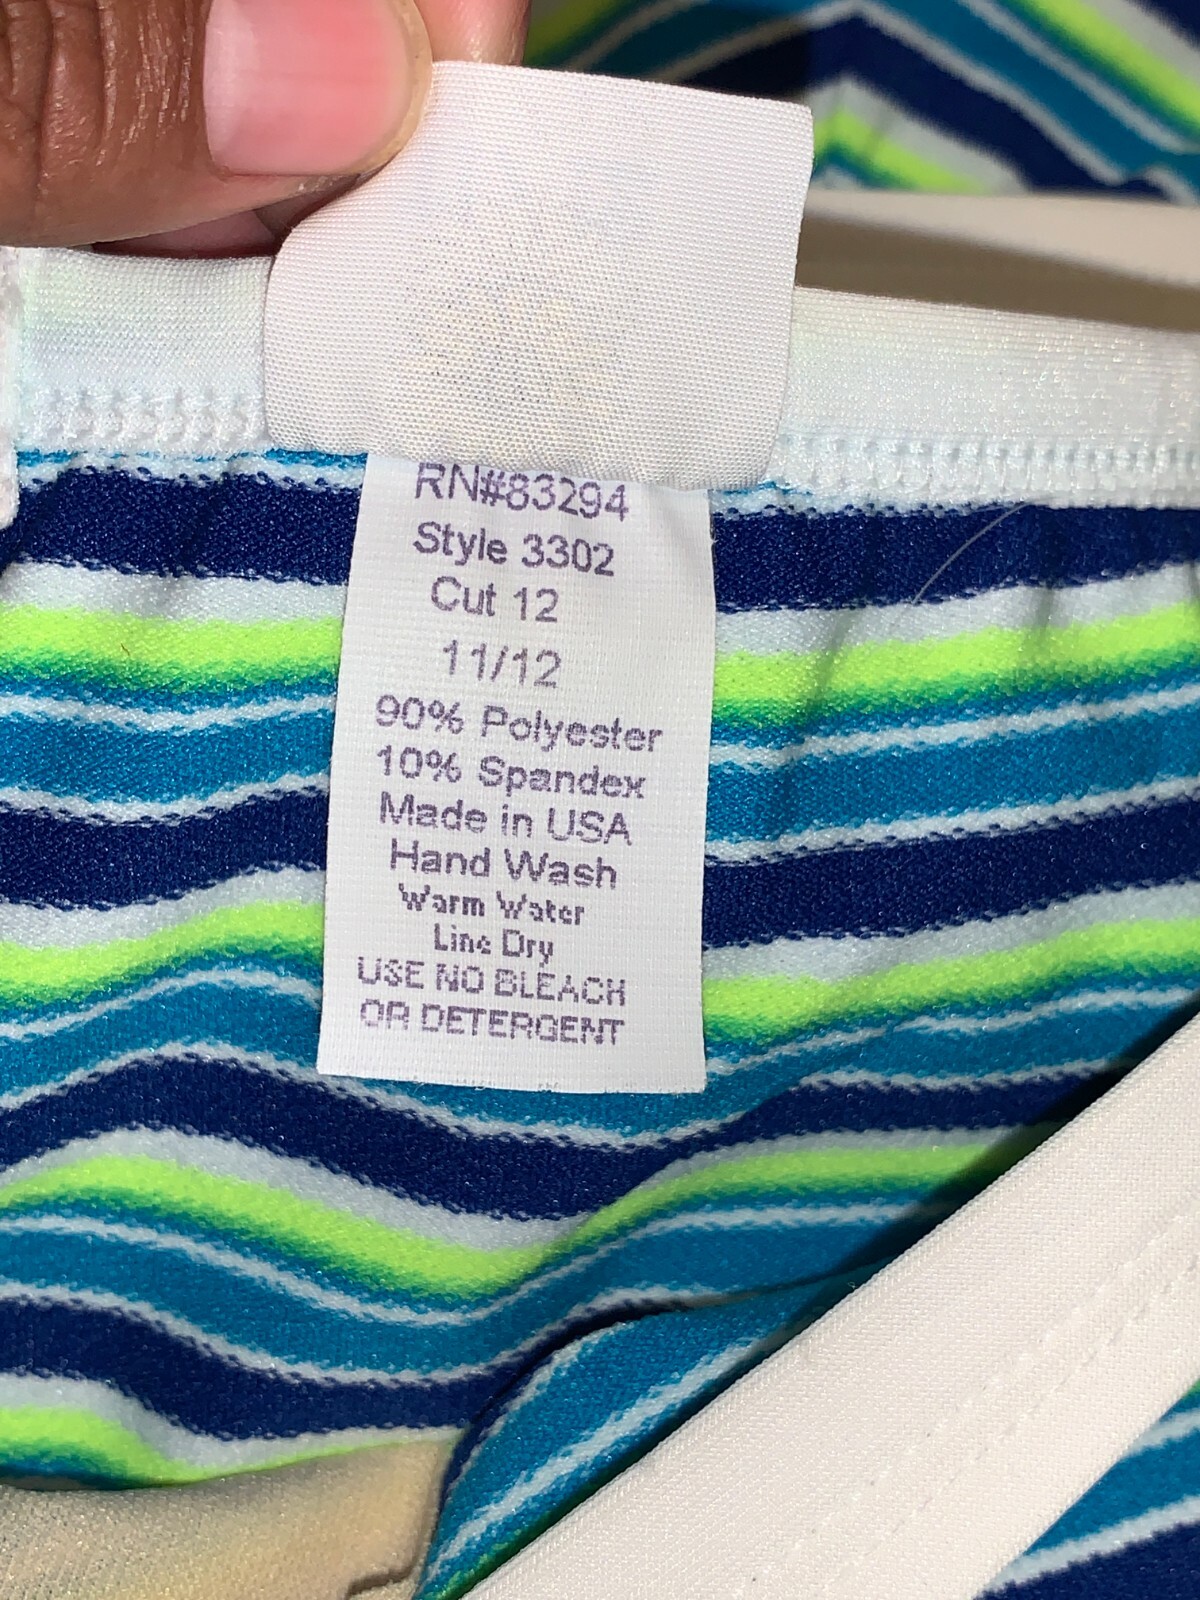 RN#83294
Style 3302
Cut 12
11/12
90% Polyester
10% Spandex
Made in USA
Hand Wash
Warm Water
Line Dry
USE NO BLEACH
OR DETERGENT